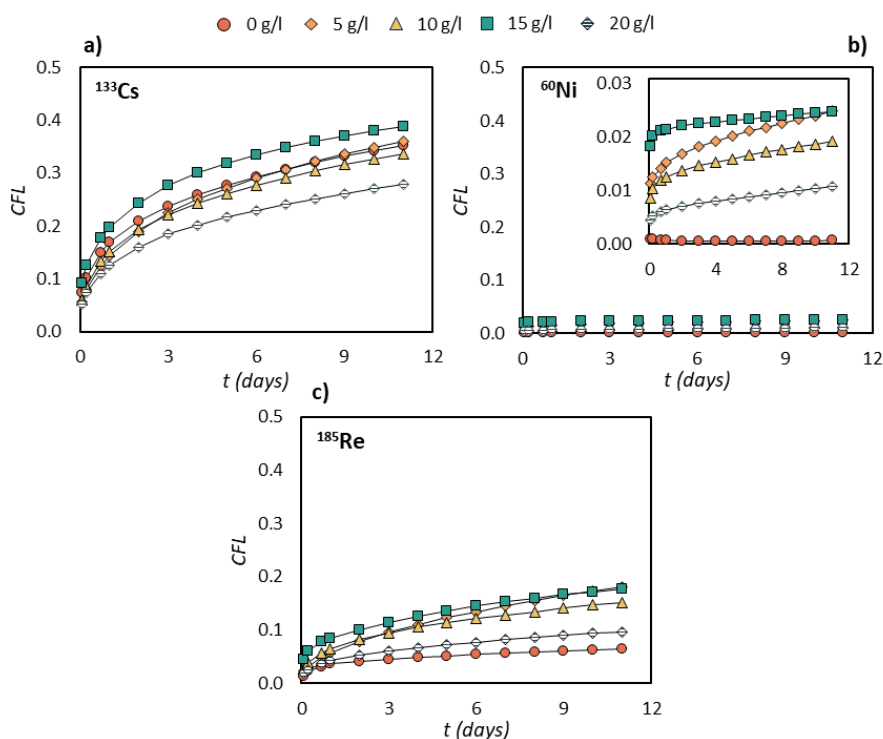 0 g/l 5 g/l 10 g/l 15 g/l 20 g/l
a)
0.5
0.4
0.3
0.2
0.1
0.0
CFL
¹³³Cs
0 3 6 9 12
t (days)
b)
0.5
0.4
0.3
0.2
0.1
0.0
CFL
⁶⁰Ni
0.03
0.02
0.01
0.00
0 4 8 12
0 3 6 9 12
t (days)
c)
0.5
0.4
0.3
0.2
0.1
0.0
CFL
¹⁸⁵Re
0 3 6 9 12
t (days)